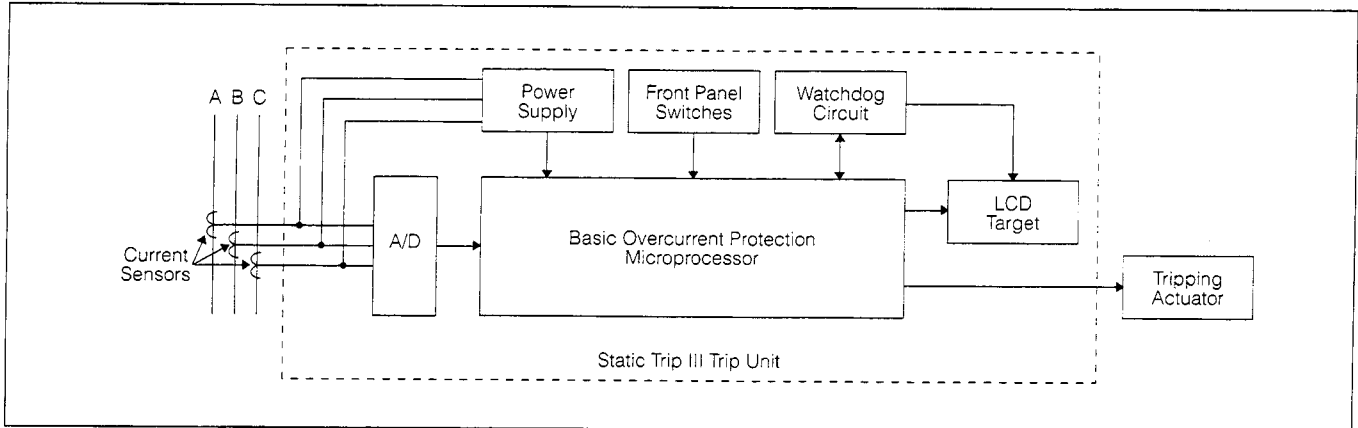 A B C
Power
Supply
Front Panel
Switches
Watchdog
Circuit
LCD
Target
A/D
Basic Overcurrent Protection
Microprocessor
Current
Sensors
Tripping
Actuator
Static Trip III Trip Unit